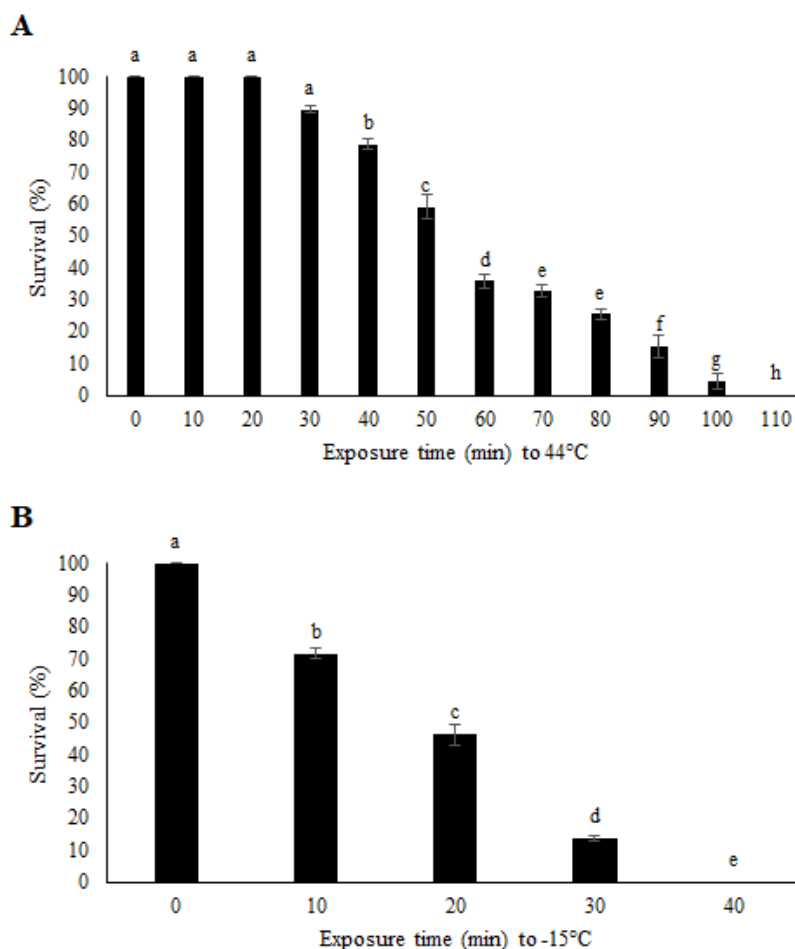 A
a a a a b c d e e f g h
100
90
80
70
60
50
40
30
20
10
0
Survival (%)
0 10 20 30 40 50 60 70 80 90 100 110
Exposure time (min) to 44°C
B
a b c d e
100
90
80
70
60
50
40
30
20
10
0
Survival (%)
0 10 20 30 40
Exposure time (min) to -15°C